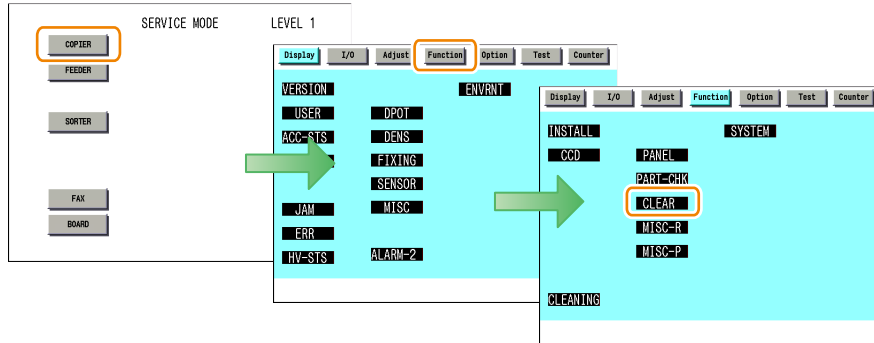 SERVICE MODE LEVEL 1
COPIER
FEEDER
SORTER
FAX
BOARD
Display I/O Adjust Function Option Test Counter
VERSION ENVRNT
USER DPOT
ACC-STS DENS
FIXING
SENSOR
JAM MISC
ERR
HV-STS ALARM-2
Display I/O Adjust Function Option Test Counter
INSTALL SYSTEM
CCD PANEL
PART-CHK
CLEAR
MISC-R
MISC-P
CLEANING